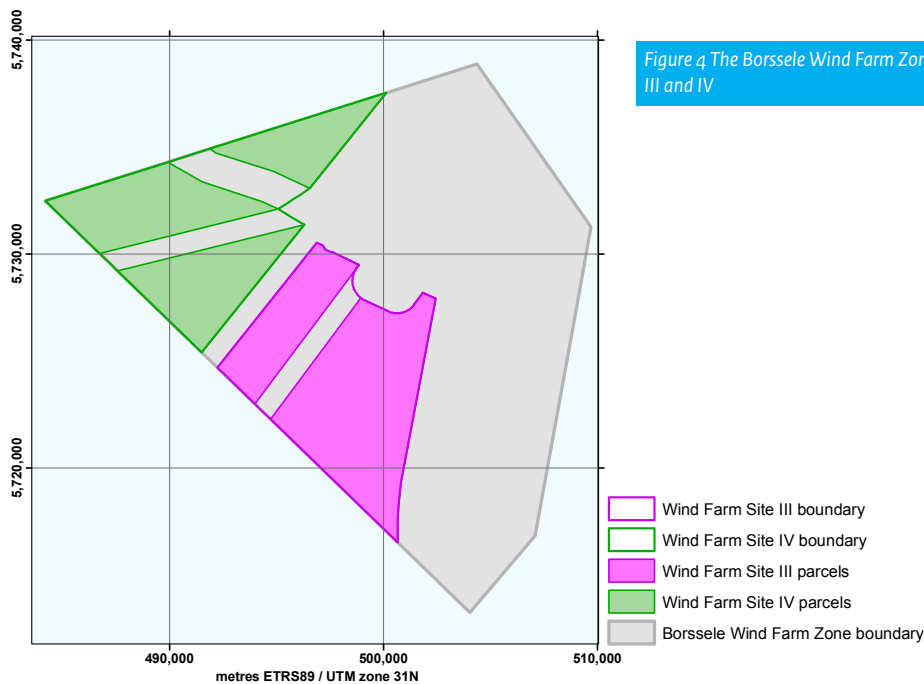 5,740,000
5,730,000
5,720,000
490,000
500,000
510,000
metres ETRS89 / UTM zone 31N
Figure 4 The Borssele Wind Farm Zon
III and IV
Wind Farm Site III boundary
Wind Farm Site IV boundary
Wind Farm Site III parcels
Wind Farm Site IV parcels
Borssele Wind Farm Zone boundary